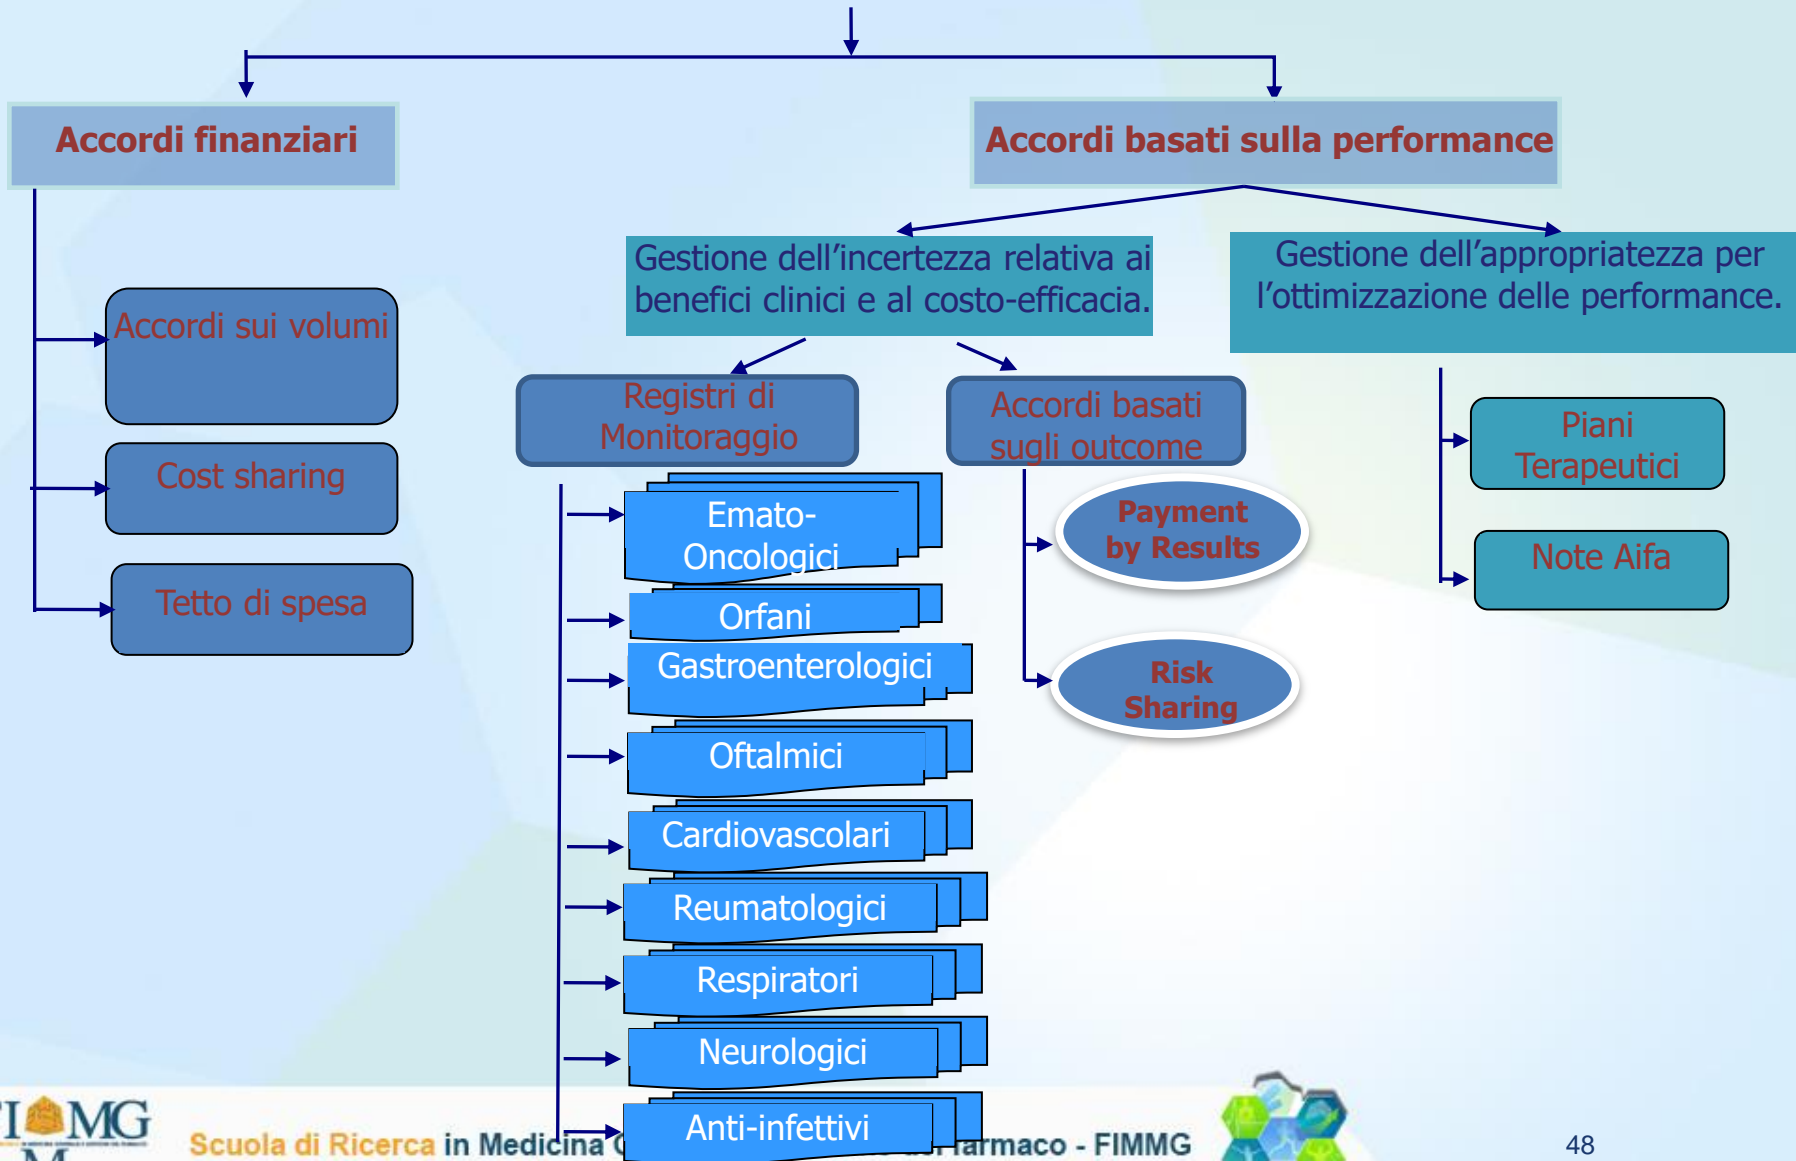 Accordi finanziari
Accordi basati sulla performance
Gestione dell'incertezza relativa ai
benefici clinici e al costo-efficacia.
Gestione dell'appropriatezza per
l'ottimizzazione delle performance.
Accordi sui volumi
Cost sharing
Tetto di spesa
Registri di
Monitoraggio
Emato-
Oncologici
Orfani
Gastroenterologici
Oftalmici
Cardiovascolari
Reumatologici
Respiratori
Neurologici
Anti-infettivi
Accordi basati
sugli outcome
Payment
by Results
Risk
Sharing
Piani
Terapeutici
Note Aifa
Scuola di Ricerca in Medicina
farmaco - FIMMG
48